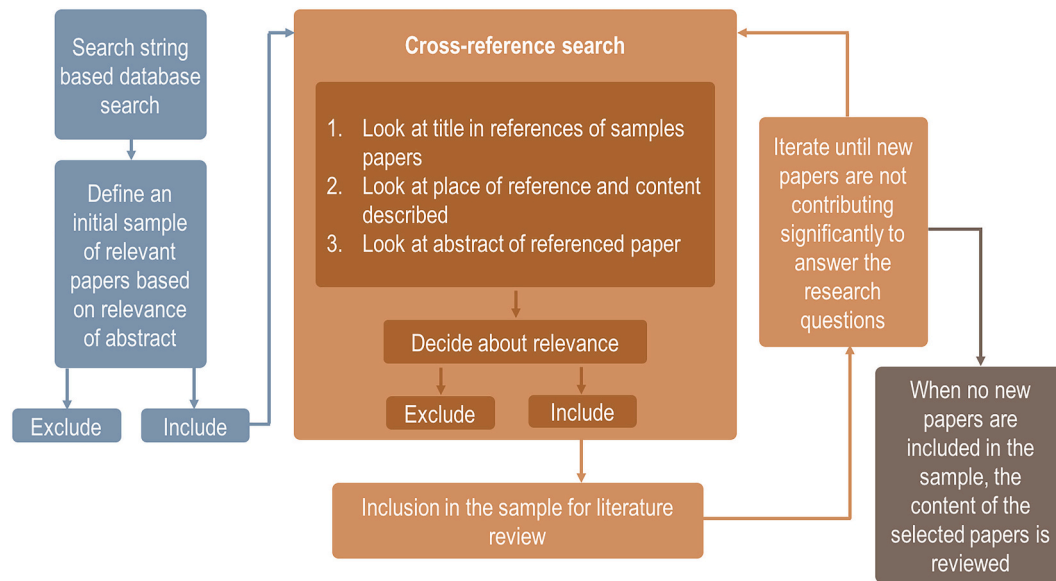 Search string
based database
search
Define an
initial sample
of relevant
papers based
on relevance
of abstract
Exclude
Include
Cross-reference search
1. Look at title in references of samples
papers
2. Look at place of reference and content
described
3. Look at abstract of referenced paper
Decide about relevance
Exclude
Include
Inclusion in the sample for literature
review
Iterate until new
papers are not
contributing
significantly to
answer the
research
questions
When no new
papers are
included in the
sample, the
content of the
selected papers is
reviewed